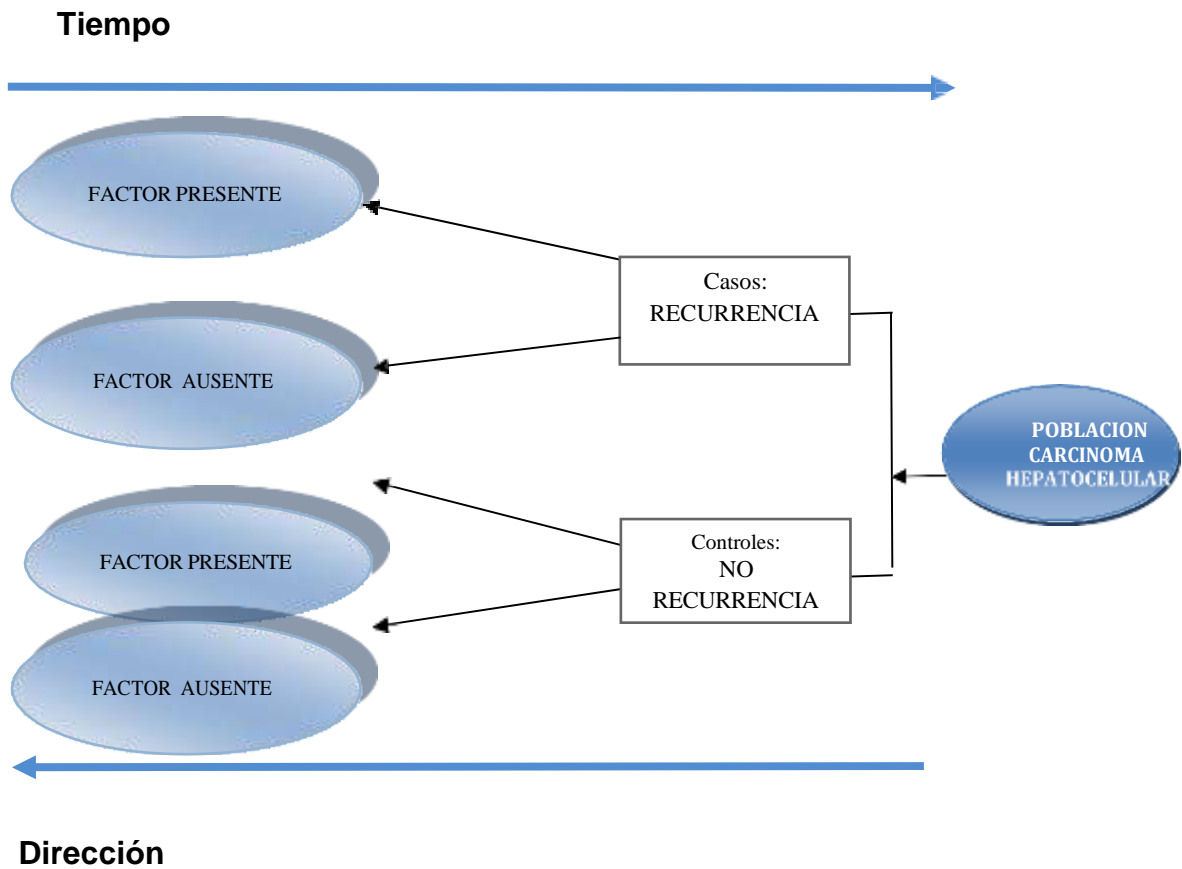 Tiempo
FACTOR PRESENTE
Casos:
RECURRENCIA
FACTOR AUSENTE
POBLACION
CARCINOMA
HEPATOCELULAR
FACTOR PRESENTE
Controles:
NO
RECURRENCIA
FACTOR AUSENTE
Dirección